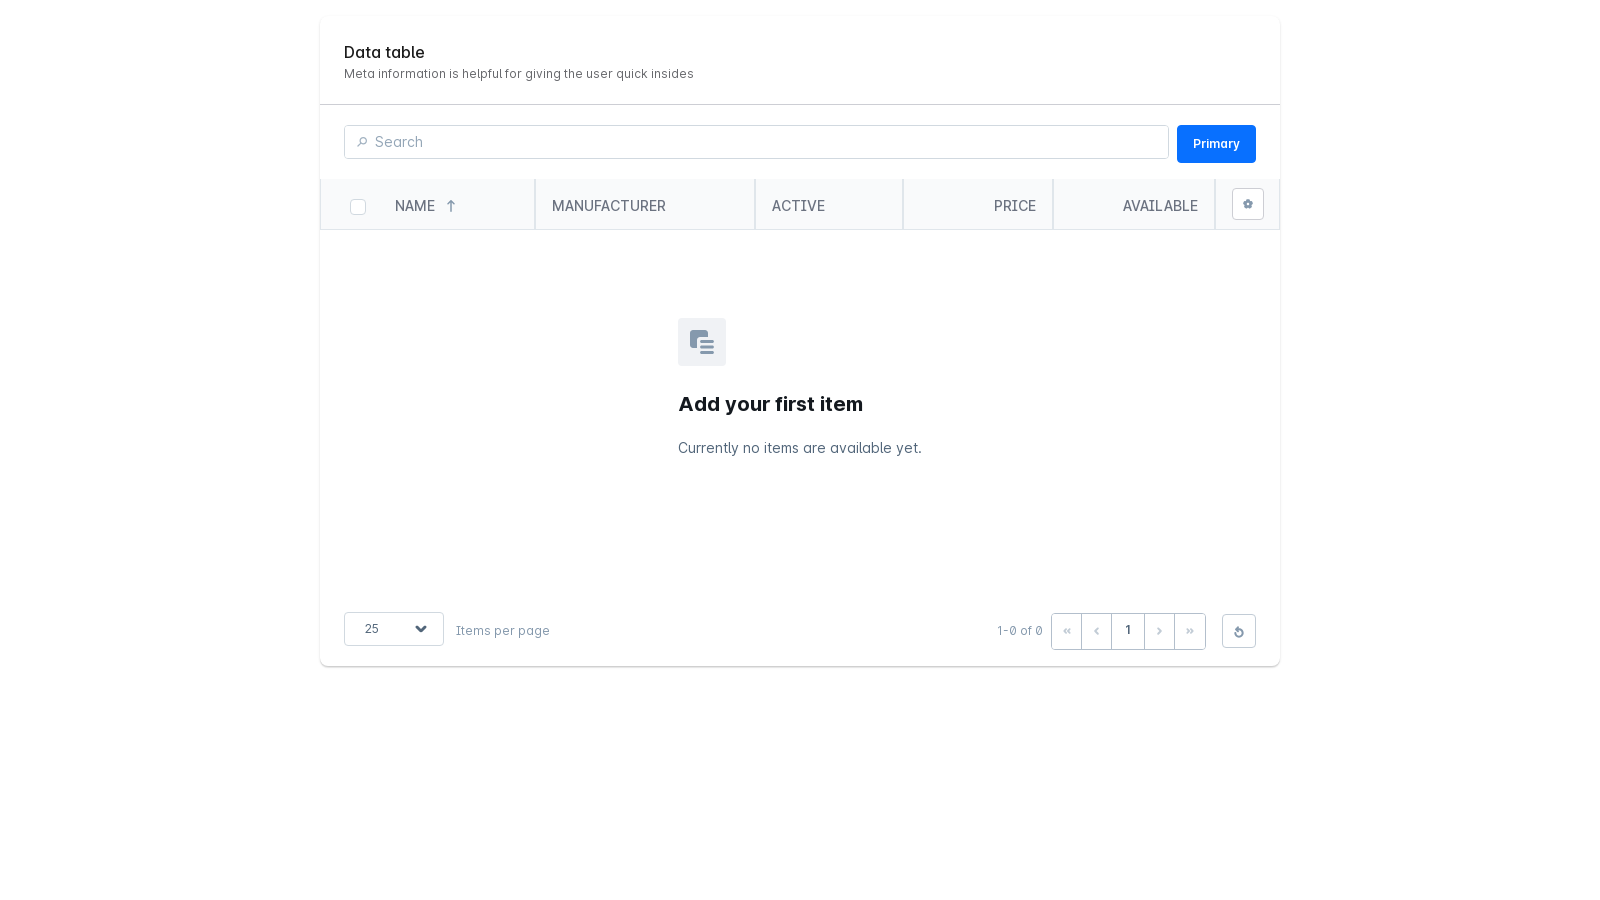 Data table
Meta information is helpful for giving the user quick insides
Search
Primary
NAME
MANUFACTURER
ACTIVE
PRICE
AVAILABLE
Add your first item
Currently no items are available yet.
25
Items per page
1-0 of 0
«
‹
1
›
»